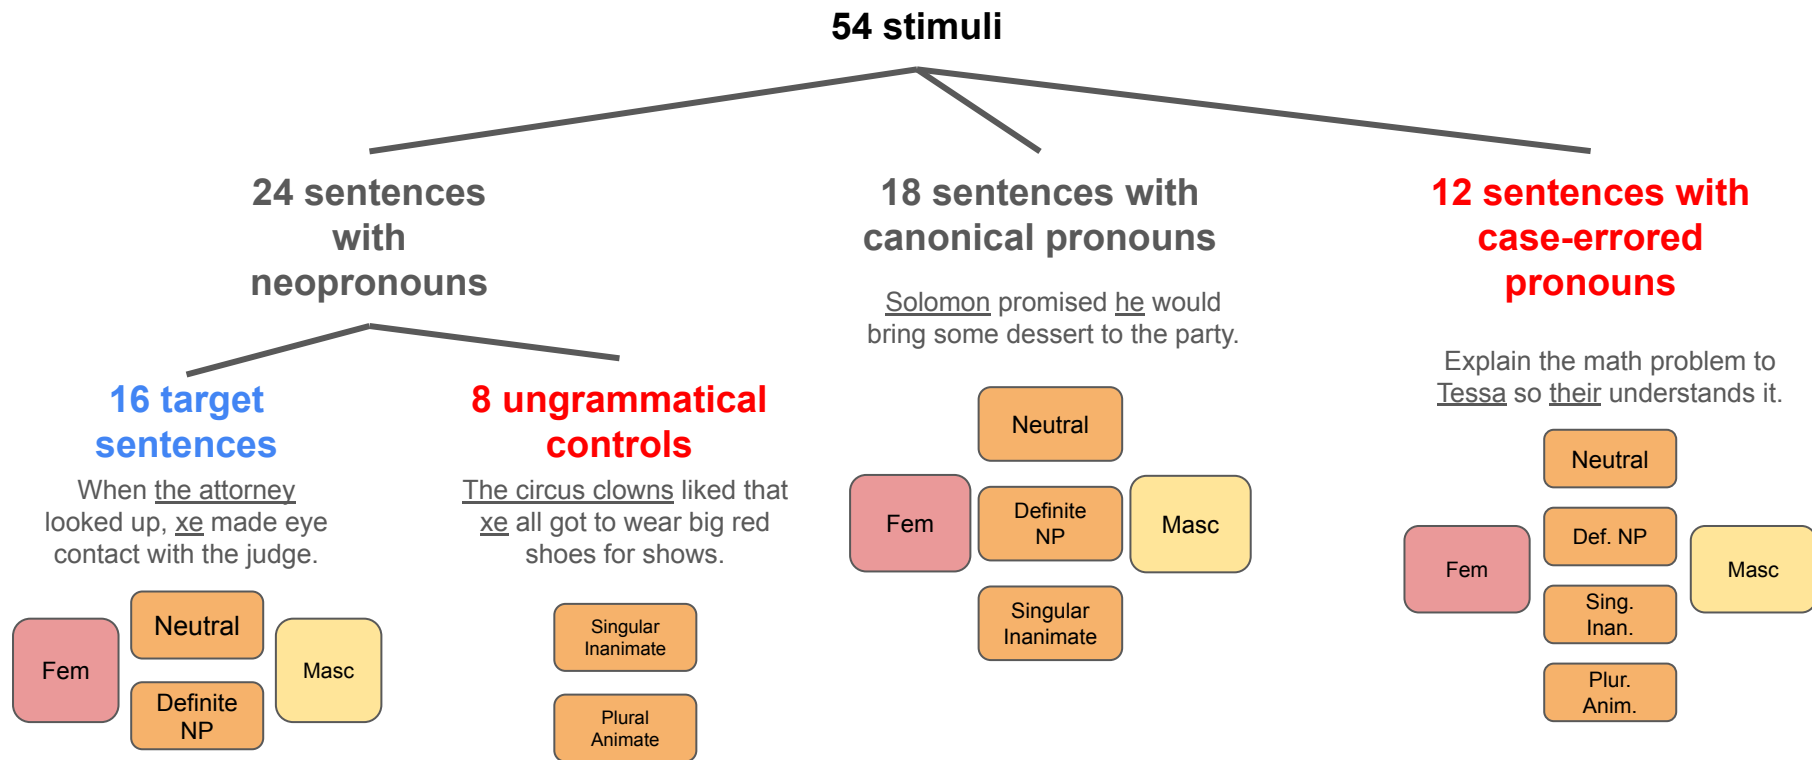 54 stimuli
24 sentences
with
neopronouns
16 target
sentences
When the attorney
looked up, xe made eye
contact with the judge.
Fem
Neutral
Definite
NP
Masc
8 ungrammatical
controls
The circus clowns liked that
xe all got to wear big red
shoes for shows.
Singular
Inanimate
Plural
Animate
18 sentences with
canonical pronouns
Solomon promised he would
bring some dessert to the party.
Neutral
Fem
Definite
NP
Masc
Singular
Inanimate
12 sentences with
case-errored
pronouns
Explain the math problem to
Tessa so their understands it.
Neutral
Fem
Def. NP
Masc
Sing.
Inan.
Plur.
Anim.